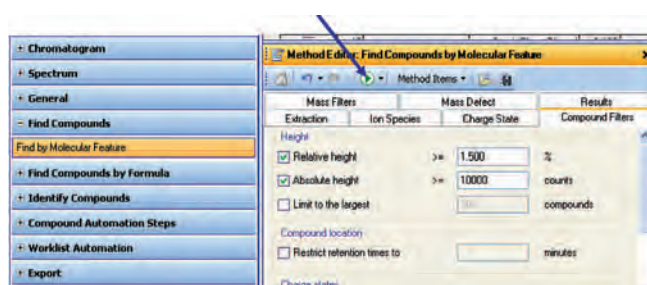 + Chromatogram
+ Spectrum
+ General
− Find Compounds
Find by Molecular Feature
+ Find Compounds by Formula
+ Identify Compounds
+ Compound Automation Steps
+ Worklist Automation
+ Export
Method Editor: Find Compounds by Molecular Feature
Method Items
Mass Filters Mass Defect Results
Extraction Ion Species Charge State Compound Filters
Height
Relative height >= 1.500 %
Absolute height >= 10000 counts
Limit to the largest compounds
Compound location
Restrict retention times to minutes
Charge states